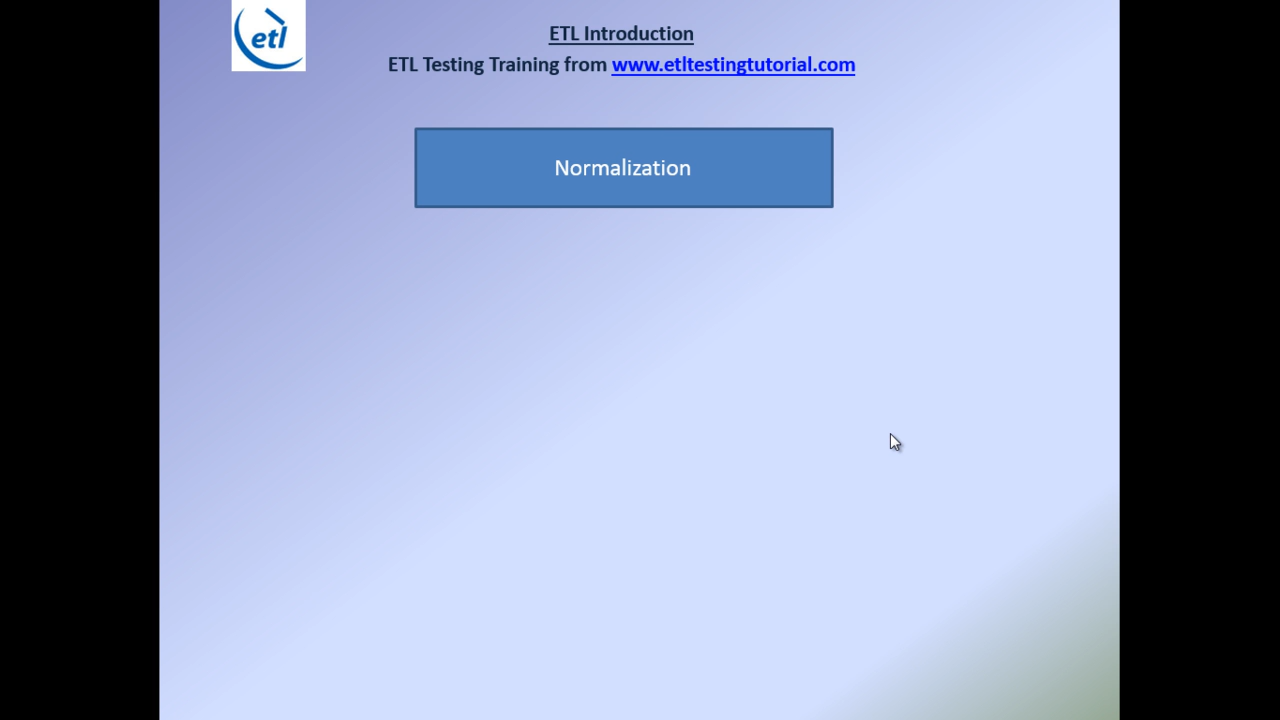 etl
ETL Introduction
ETL Testing Training from www.etltestingtutorial.com
Normalization